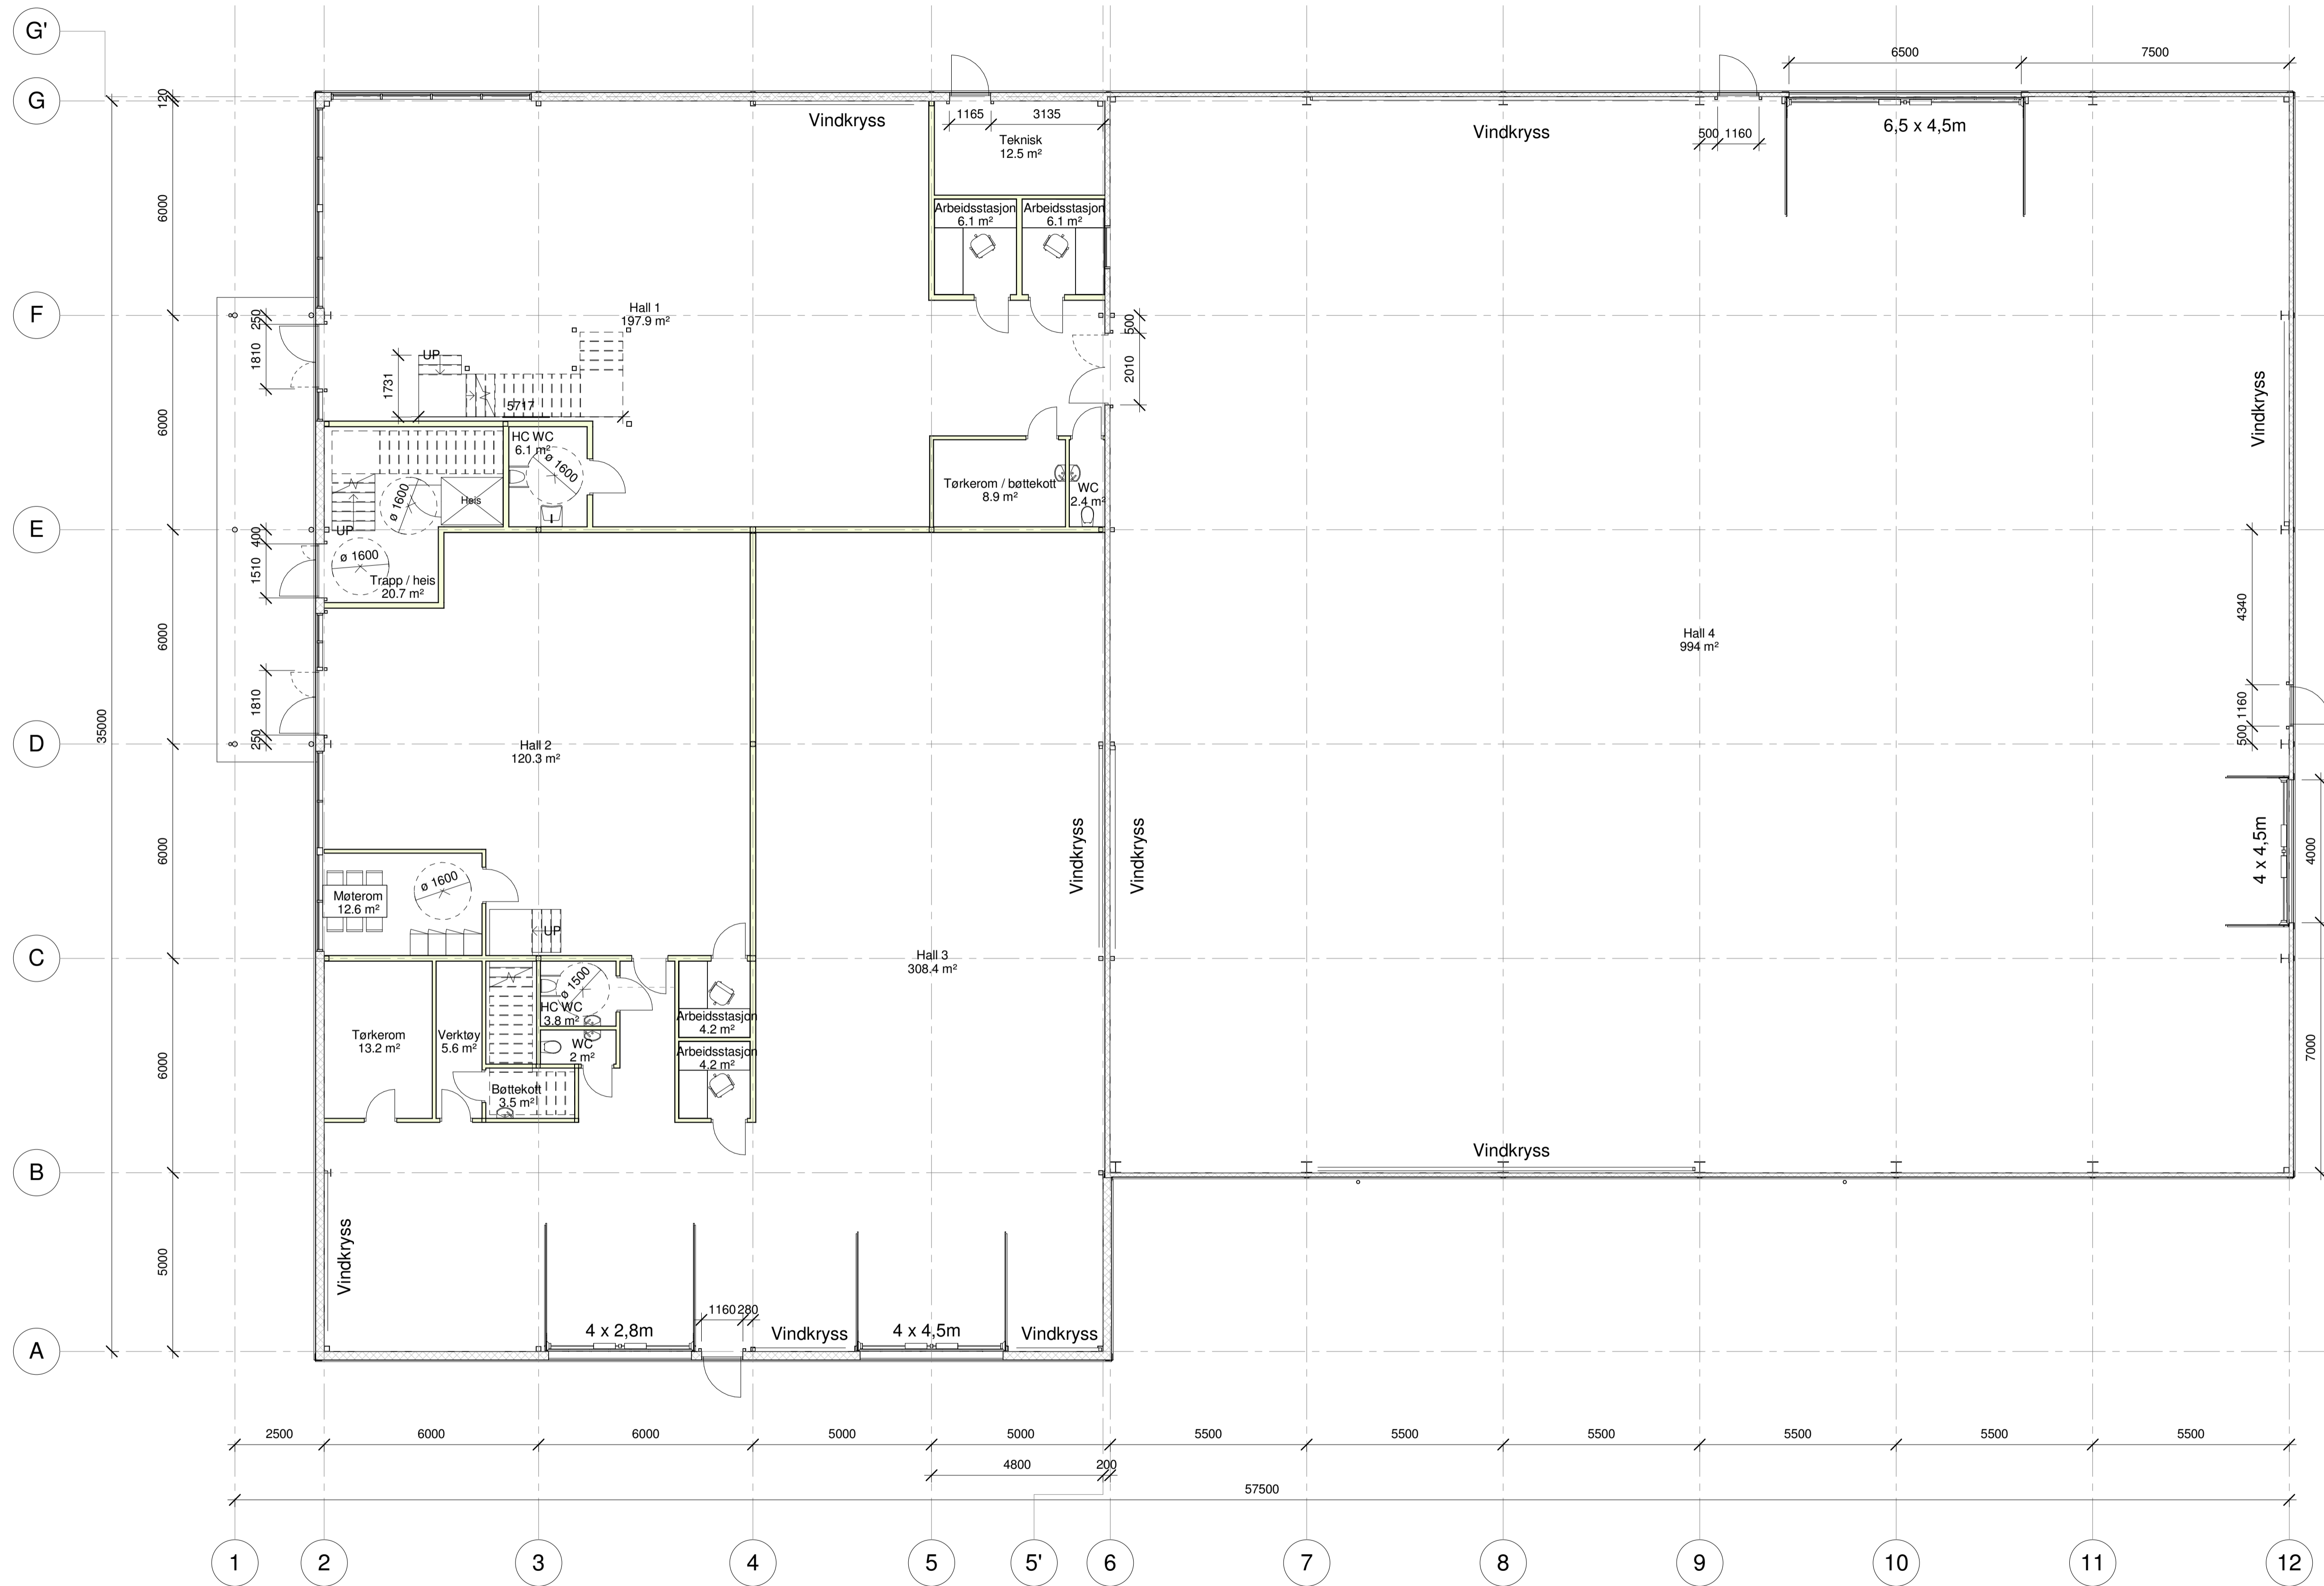 G'
6500
7500
G
120
Vindkryss
1165
3135
Teknisk
12.5 m²
Vindkryss
500
1160
6,5 x 4,5m
6000
Arbeidsstasjon
6.1 m²
Arbeidsstasjon
6.1 m²
F
250
1810
Hall 1
197.9 m²
500
2010
UP
1731
5717
Vindkryss
6000
HC WC
6.1 m²
ø 1600
ø 1600
Heis
Tørkerom / bøttekott
8.9 m²
WC
2.4 m²
E
UP
400
1510
ø 1600
Trapp / heis
20.7 m²
4340
6000
Hall 4
994 m²
35000
1810
250
1160
500
D
Hall 2
120.3 m²
6000
Vindkryss
Vindkryss
4 x 4,5m
4000
Møterom
12.6 m²
ø 1600
UP
C
Hall 3
308.4 m²
ø 1500
HC WC
3.8 m²
Arbeidsstasjon
4.2 m²
Tørkerom
13.2 m²
Verktøy
5.6 m²
WC
2 m²
Arbeidsstasjon
4.2 m²
6000
7000
Bøttekott
3.5 m²
B
Vindkryss
5000
Vindkryss
1160
280
4 x 2,8m
Vindkryss
4 x 4,5m
Vindkryss
A
2500
6000
6000
5000
5000
5500
5500
5500
5500
5500
5500
4800
200
57500
1
2
3
4
5
5'
6
7
8
9
10
11
12